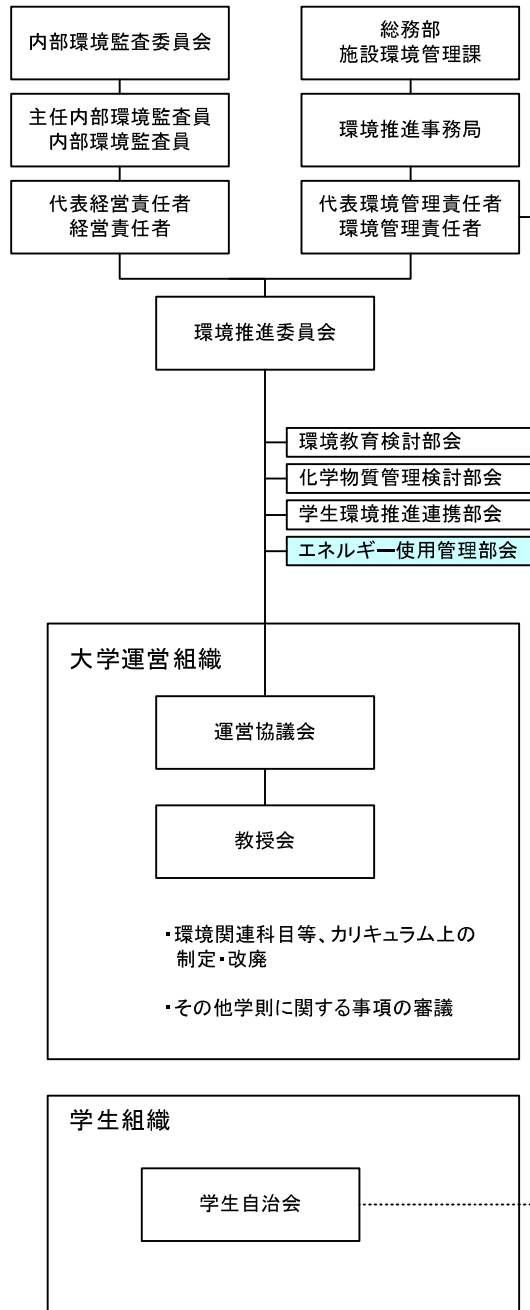 内部環境監査委員会
総務部
施設環境管理課
主任内部環境監査員
内部環境監査員
環境推進事務局
代表経営責任者
経営責任者
代表環境管理責任者
環境管理責任者
環境推進委員会
環境教育検討部会
化学物質管理検討部会
学生環境推進連携部会
エネルギー使用管理部会
大学運営組織
運営協議会
教授会
・環境関連科目等、カリキュラム上の
制定・改廃
・その他学則に関する事項の審議
学生組織
学生自治会